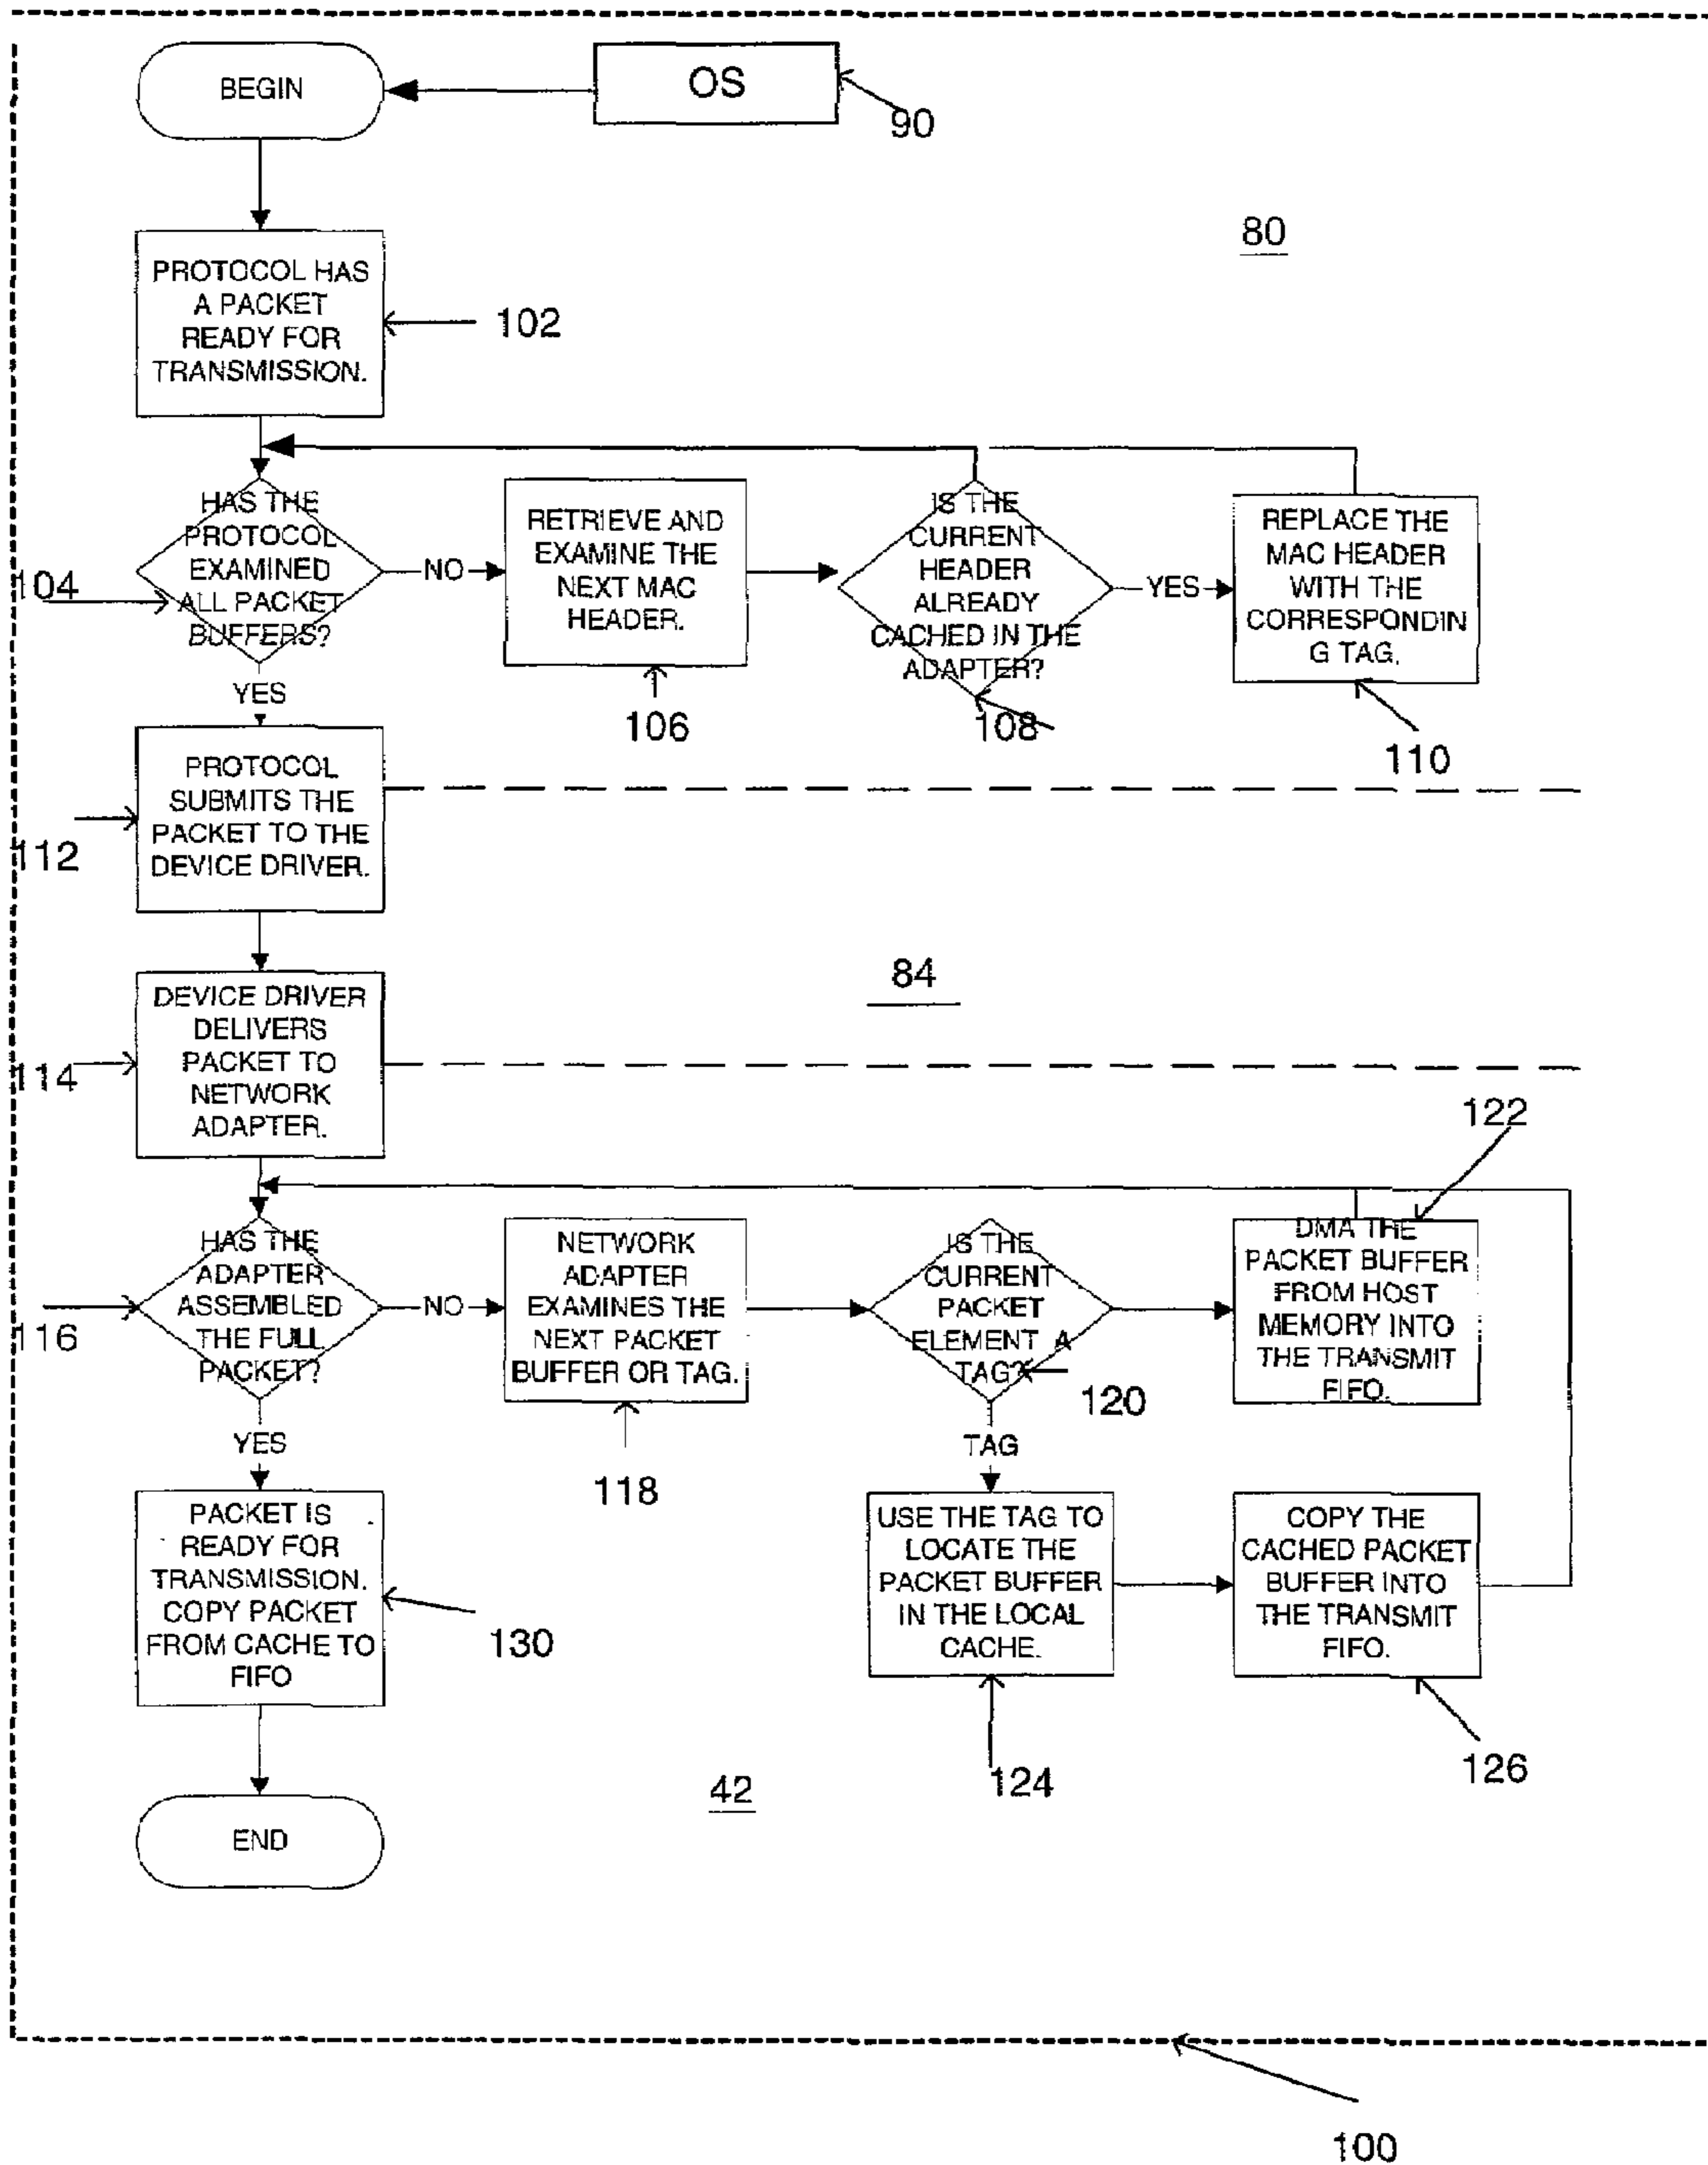 BEGIN
OS
90
80
PROTOCOL HAS
A PACKET
READY FOR
TRANSMISSION.
102
HAS THE
PROTOCOL
EXAMINED
ALL PACKET
BUFFERS?
104
NO
YES
RETRIEVE AND
EXAMINE THE
NEXT MAC
HEADER.
106
IS THE
CURRENT
HEADER
ALREADY
CACHED IN THE
ADAPTER?
108
YES
REPLACE THE
MAC HEADER
WITH THE
CORRESPONDIN
G TAG.
110
PROTOCOL
SUBMITS THE
PACKET TO THE
DEVICE DRIVER.
112
84
DEVICE DRIVER
DELIVERS
PACKET TO
NETWORK
ADAPTER.
114
122
HAS THE
ADAPTER
ASSEMBLED
THE FULL
PACKET?
116
NO
YES
NETWORK
ADAPTER
EXAMINES THE
NEXT PACKET
BUFFER OR TAG.
118
IS THE
CURRENT
PACKET
ELEMENT A
TAG?
120
TAG
DMA THE
PACKET BUFFER
FROM HOST
MEMORY INTO
THE TRANSMIT
FIFO.
PACKET IS
READY FOR
TRANSMISSION.
COPY PACKET
FROM CACHE TO
FIFO
130
USE THE TAG TO
LOCATE THE
PACKET BUFFER
IN THE LOCAL
CACHE.
124
COPY THE
CACHED PACKET
BUFFER INTO
THE TRANSMIT
FIFO.
126
42
END
100